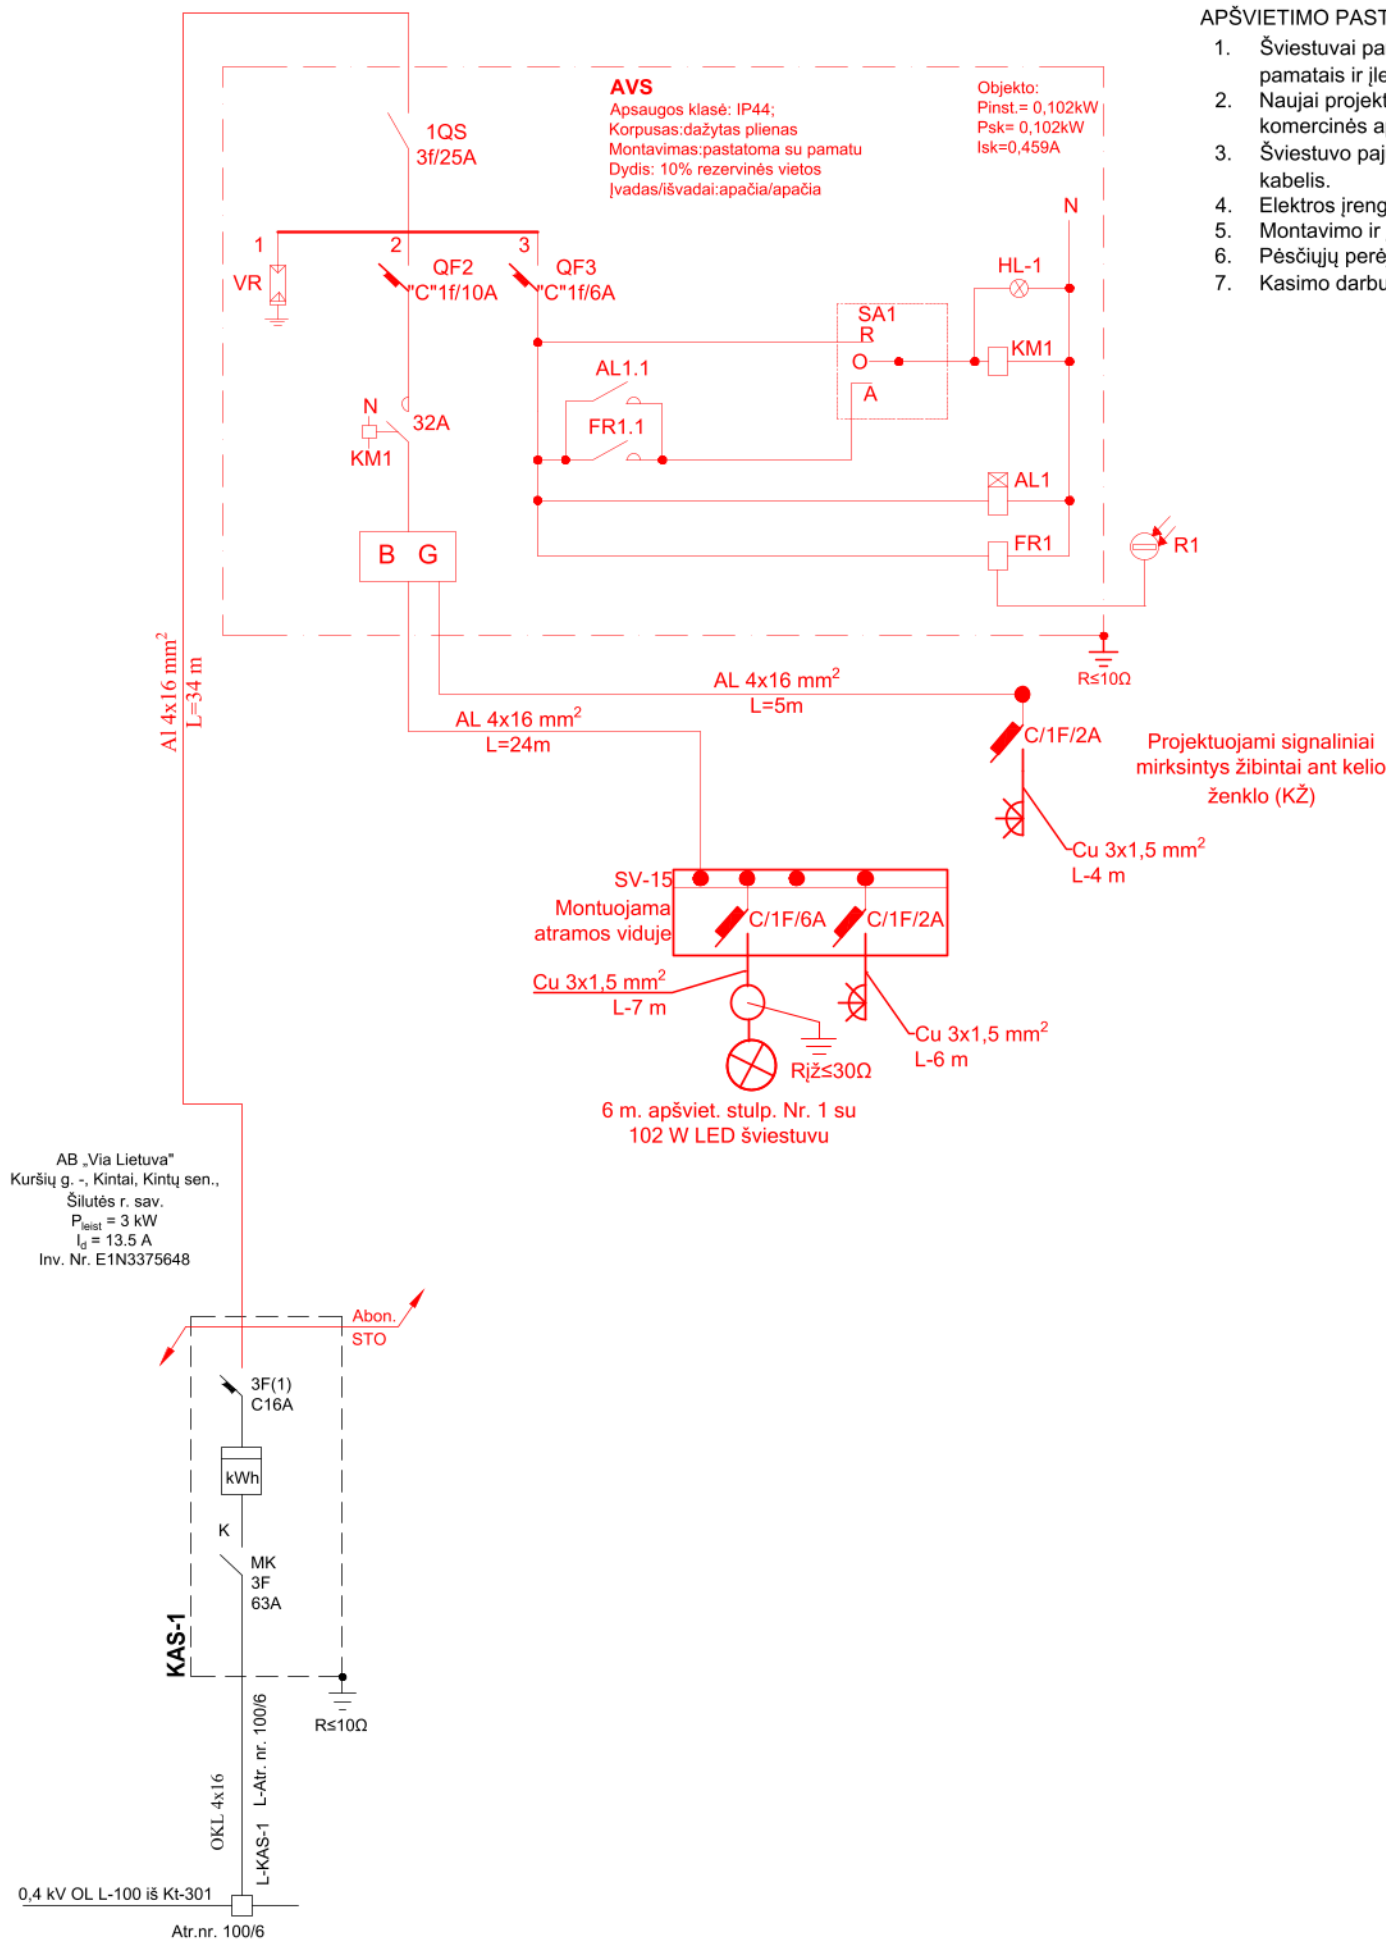 APŠVIETIMO PAST
1. Šviestuvai pa
pamatais ir įle
2. Naujai projekt
komercinės a
3. Šviestuvo paj
kabelis.
4. Elektros įreng
5. Montavimo ir
6. Pėsčiųjų perė
7. Kasimo darbu
AVS
Apsaugos klasė: IP44;
Korpusas:dažytas plienas
Montavimas:pastatoma su pamatu
Dydis: 10% rezervinės vietos
Įvadas/išvadai:apačia/apačia
Objekto:
Pinst.= 0,102kW
Psk= 0,102kW
Isk=0,459A
1QS
3f/25A
1
2
3
VR
QF2
"C"1f/10A
QF3
"C"1f/6A
N
HL-1
SA1
R
O
A
KM1
AL1.1
FR1.1
N
32A
KM1
AL1
FR1
R1
B G
R≤10Ω
Al 4x16 mm²
L=34 m
AL 4x16 mm²
L=5m
AL 4x16 mm²
L=24m
C/1F/2A
Projektuojami signaliniai
mirksintys žibintai ant kelio
ženklo (KŽ)
Cu 3x1,5 mm²
L-4 m
SV-15
Montuojama
atramos viduje
C/1F/6A
C/1F/2A
Cu 3x1,5 mm²
L-7 m
Cu 3x1,5 mm²
L-6 m
Rįž≤30Ω
6 m. apšviet. stulp. Nr. 1 su
102 W LED šviestuvu
AB „Via Lietuva"
Kuršių g. -, Kintai, Kintų sen.,
Šilutės r. sav.
Pleist = 3 kW
Id = 13.5 A
Inv. Nr. E1N3375648
Abon.
STO
3F(1)
C16A
kWh
K
MK
3F
63A
KAS-1
R≤10Ω
OKL 4x16
L-KAS-1 L-Atr. nr. 100/6
0,4 kV OL L-100 iš Kt-301
Atr.nr. 100/6